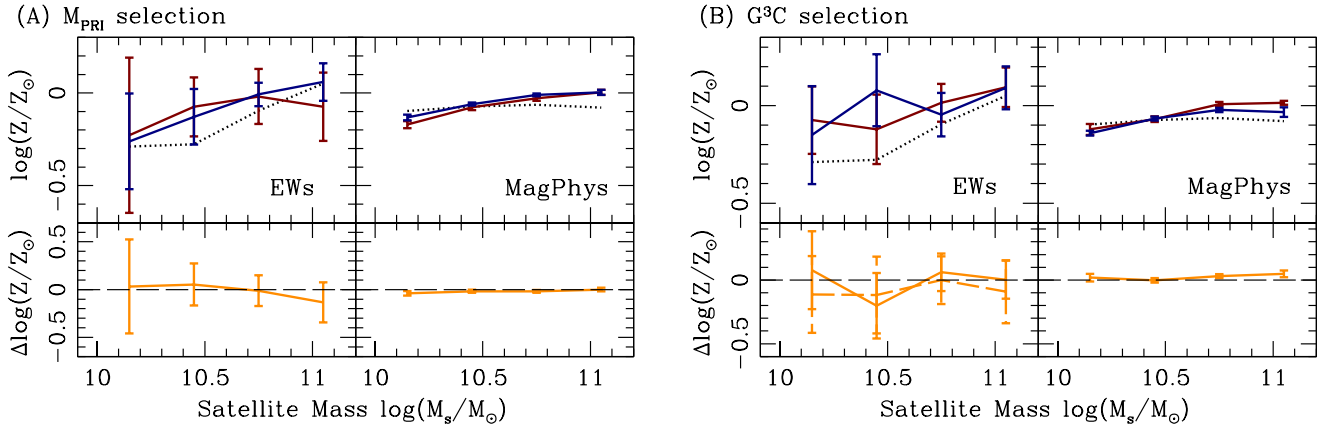 (A) M_PRI selection
(B) G³C selection
log(Z/Z⊙)
0
−0.5
EWs
MagPhys
log(Z/Z⊙)
0
−0.5
EWs
MagPhys
Δlog(Z/Z⊙)
0.5
0
−0.5
Δlog(Z/Z⊙)
0
−0.5
10 10.5 11 10 10.5 11
10 10.5 11 10 10.5 11
Satellite Mass log(M_s/M⊙)
Satellite Mass log(M_s/M⊙)